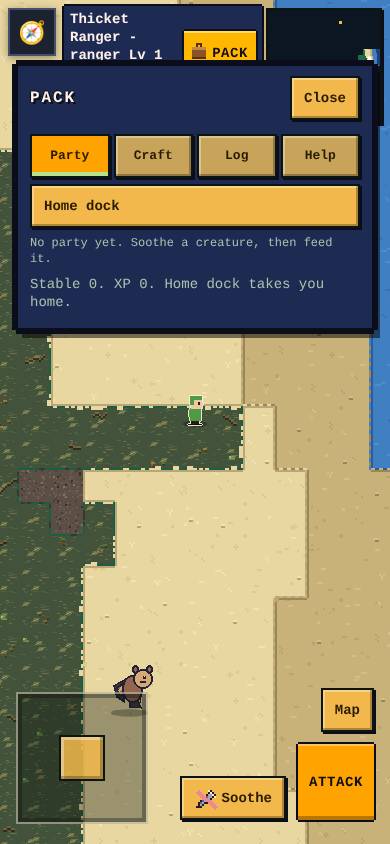 Thicket
Ranger -
ranger Lv 1
PACK
PACK
Close
Party
Craft
Log
Help
Home dock
No party yet. Soothe a creature, then feed
it.
Stable 0. XP 0. Home dock takes you
home.
Map
ATTACK
Soothe